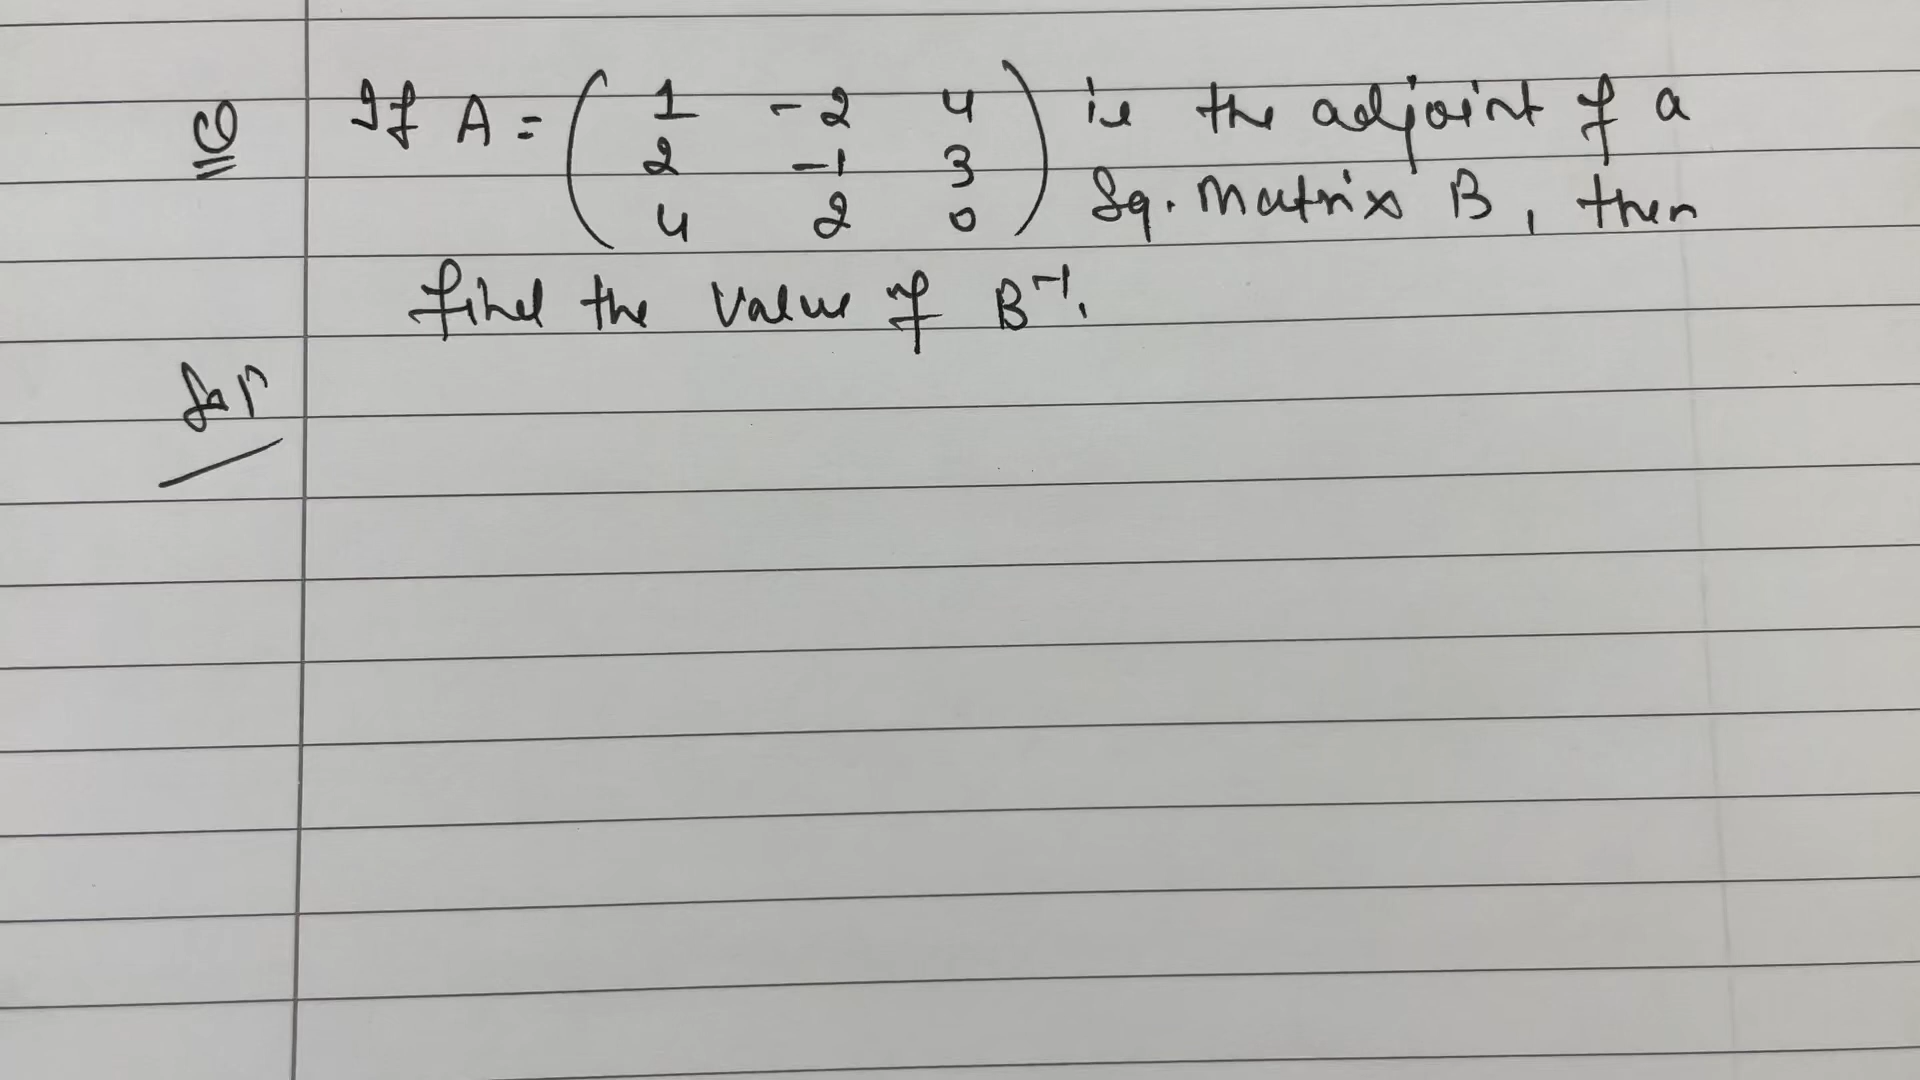 Q If A = ( 1 -2 4 ) is the adjoint of a
2 -1 3 Sq. Matrix B, then
4 2 0
find the value of B⁻¹.
Solⁿ